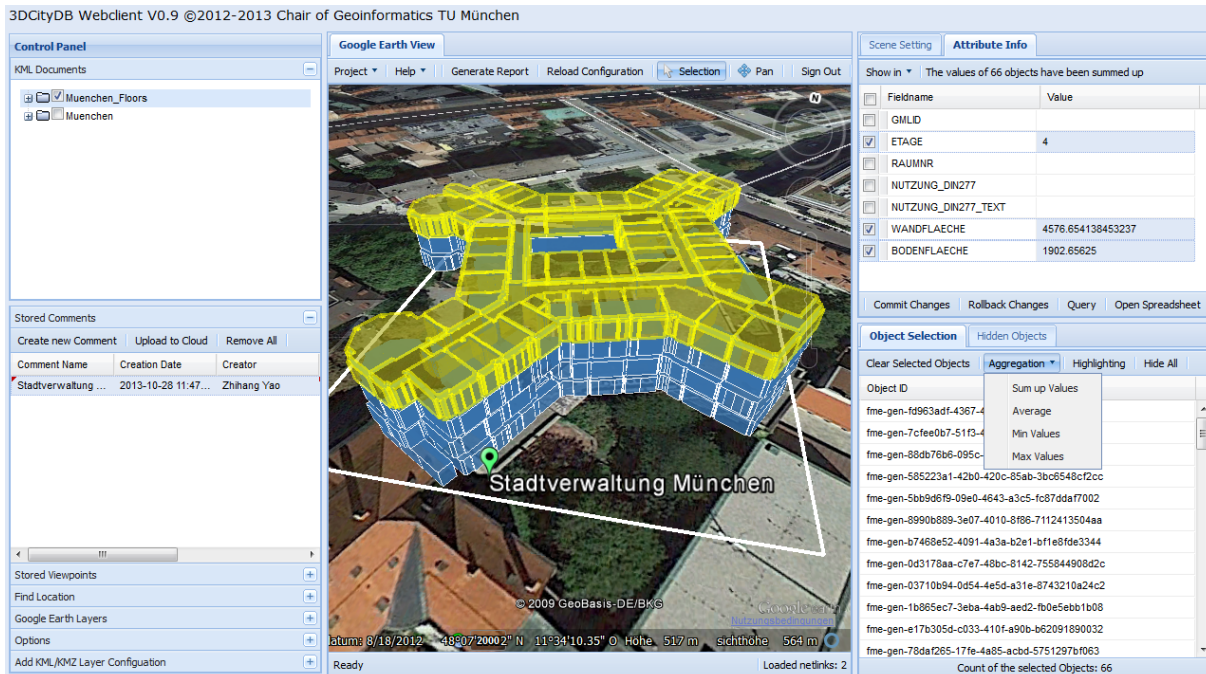 3DCityDB Webclient V0.9 ©2012-2013 Chair of Geoinformatics TU München
Control Panel
KML Documents
Muenchen_Floors
Muenchen
Stored Comments
Create new Comment Upload to Cloud Remove All
Comment Name Creation Date Creator
Stadtverwaltung ... 2013-10-28 11:47... Zhihang Yao
Stored Viewpoints
Find Location
Google Earth Layers
Options
Add KML/KMZ Layer Configuation
Google Earth View
Project Help Generate Report Reload Configuration Selection Pan Sign Out
N
Stadtverwaltung München
© 2009 GeoBasis-DE/BKG
Google earth
Nutzungsbedingungen
latum: 8/18/2012 48°07'20002" N 11°34'10.35" O Höhe 517 m sichthöhe 564 m
Ready Loaded netlinks: 2
Scene Setting Attribute Info
Show in The values of 66 objects have been summed up
Fieldname Value
GMLID
ETAGE 4
RAUMNR
NUTZUNG_DIN277
NUTZUNG_DIN277_TEXT
WANDFLAECHE 4576.654138453237
BODENFLAECHE 1902.65625
Commit Changes Rollback Changes Query Open Spreadsheet
Object Selection Hidden Objects
Clear Selected Objects Aggregation Highlighting Hide All
Sum up Values
Average
Min Values
Max Values
Object ID
fme-gen-fd963adf-4367-4
fme-gen-7cfee0b7-51f3-4
fme-gen-88db76b6-095c-
fme-gen-585223a1-42b0-420c-85ab-3bc6548cf2cc
fme-gen-5bb9d6f9-09e0-4643-a3c5-fc87ddaf7002
fme-gen-8990b889-3e07-4010-8f86-7112413504aa
fme-gen-b7468e52-4091-4a3a-b2e1-bf1e8fde3344
fme-gen-0d3178aa-c7e7-48bc-8142-755844908d2c
fme-gen-03710b94-0d54-4e5d-a31e-8743210a24c2
fme-gen-1b865ec7-3eba-4ab9-aed2-fb0e5ebb1b08
fme-gen-e17b305d-c033-410f-a90b-b62091890032
fme-gen-78daf265-17fe-4a85-acbd-5751297bf063
Count of the selected Objects: 66